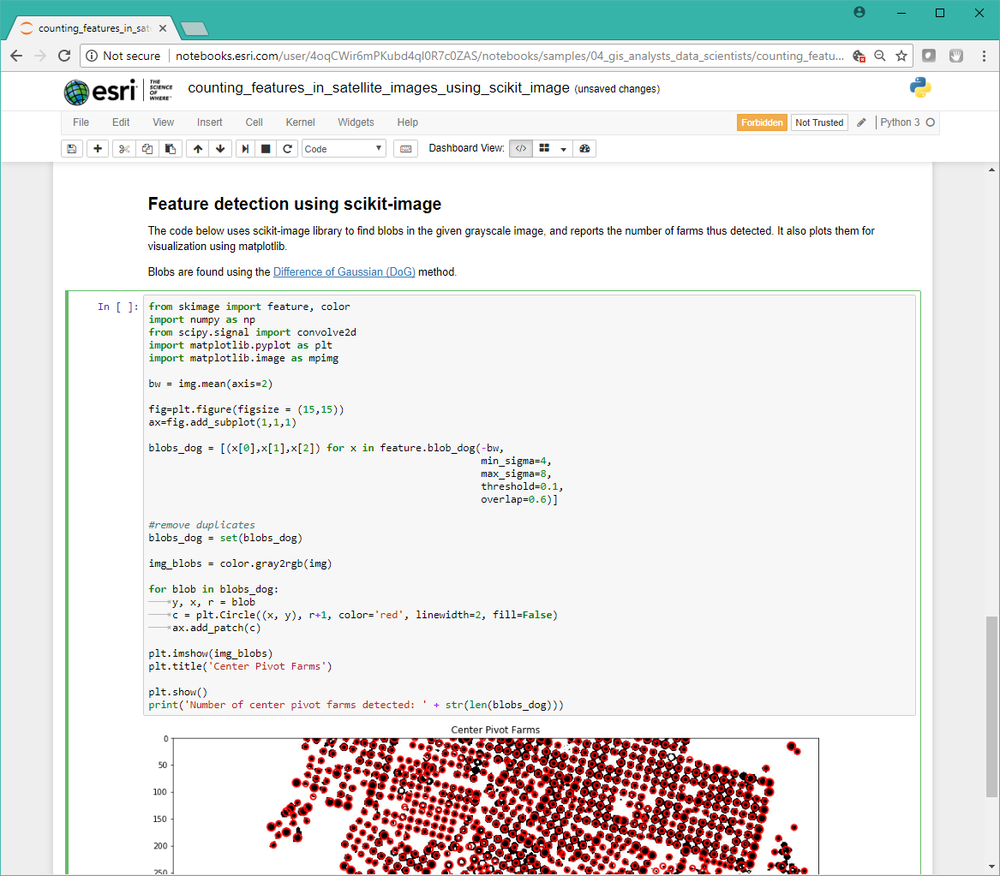 counting_features_in_sat
Not secure notebooks.esri.com/user/4oqCWir6mPKubd4ql0R7c0ZAS/notebooks/samples/04_gis_analysts_data_scientists/counting_featu...
esri THE SCIENCE OF WHERE™ counting_features_in_satellite_images_using_scikit_image (unsaved changes)
File Edit View Insert Cell Kernel Widgets Help Forbidden Not Trusted Python 3
Code Dashboard View:
Feature detection using scikit-image
The code below uses scikit-image library to find blobs in the given grayscale image, and reports the number of farms thus detected. It also plots them for
visualization using matplotlib.
Blobs are found using the Difference of Gaussian (DoG) method.
In [ ]: from skimage import feature, color
import numpy as np
from scipy.signal import convolve2d
import matplotlib.pyplot as plt
import matplotlib.image as mpimg
bw = img.mean(axis=2)
fig=plt.figure(figsize = (15,15))
ax=fig.add_subplot(1,1,1)
blobs_dog = [(x[0],x[1],x[2]) for x in feature.blob_dog(-bw,
min_sigma=4,
max_sigma=8,
threshold=0.1,
overlap=0.6)]
#remove duplicates
blobs_dog = set(blobs_dog)
img_blobs = color.gray2rgb(img)
for blob in blobs_dog:
y, x, r = blob
c = plt.Circle((x, y), r+1, color='red', linewidth=2, fill=False)
ax.add_patch(c)
plt.imshow(img_blobs)
plt.title('Center Pivot Farms')
plt.show()
print('Number of center pivot farms detected: ' + str(len(blobs_dog)))
Center Pivot Farms
0
50
100
150
200
250